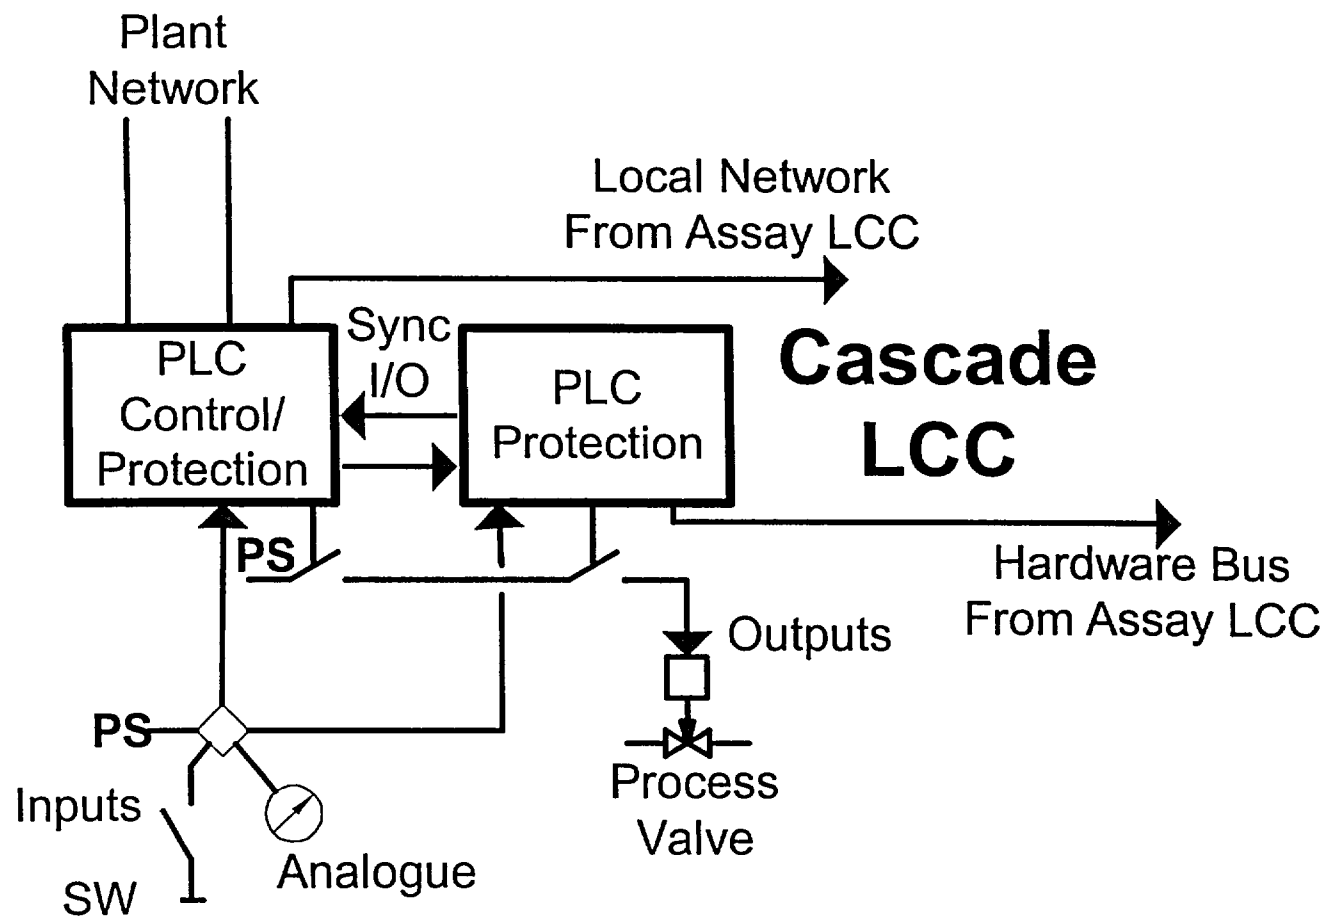 Plant
Network
Local Network
From Assay LCC
Sync
I/O
PLC
Control/
Protection
PLC
Protection
Cascade
LCC
PS
Hardware Bus
From Assay LCC
Outputs
PS
Process
Valve
Inputs
Analogue
SW